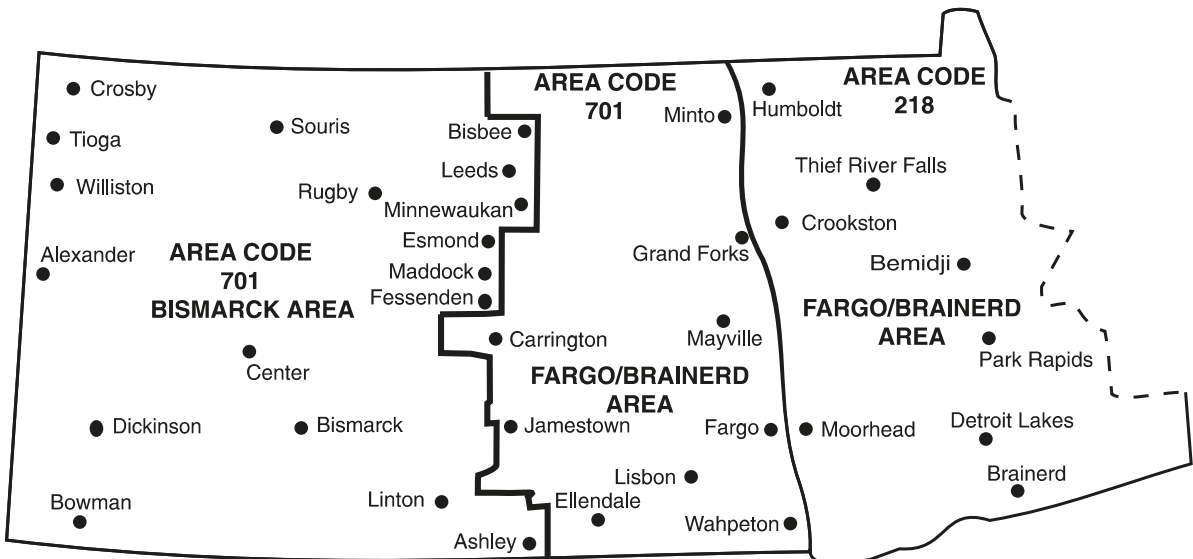 Crosby
Tioga
Williston
Souris
Rugby
Bisbee
Leeds
Minnewaukan
Esmond
Maddock
Fessenden
Alexander
AREA CODE
701
BISMARCK AREA
Center
Dickinson
Bismarck
Bowman
Linton
Ashley
AREA CODE
701
Minto
Grand Forks
Carrington
Mayville
FARGO/BRAINERD
AREA
Jamestown
Fargo
Lisbon
Ellendale
Wahpeton
AREA CODE
218
Humboldt
Thief River Falls
Crookston
Bemidji
FARGO/BRAINERD
AREA
Park Rapids
Moorhead
Detroit Lakes
Brainerd